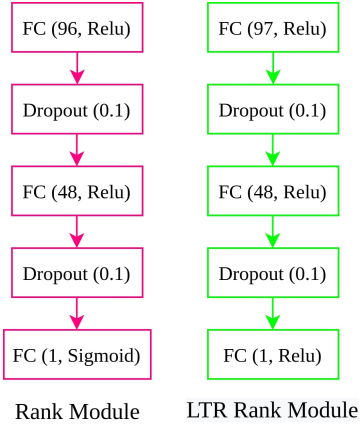 FC (96, Relu)
Dropout (0.1)
FC (48, Relu)
Dropout (0.1)
FC (1, Sigmoid)
Rank Module
FC (97, Relu)
Dropout (0.1)
FC (48, Relu)
Dropout (0.1)
FC (1, Relu)
LTR Rank Module